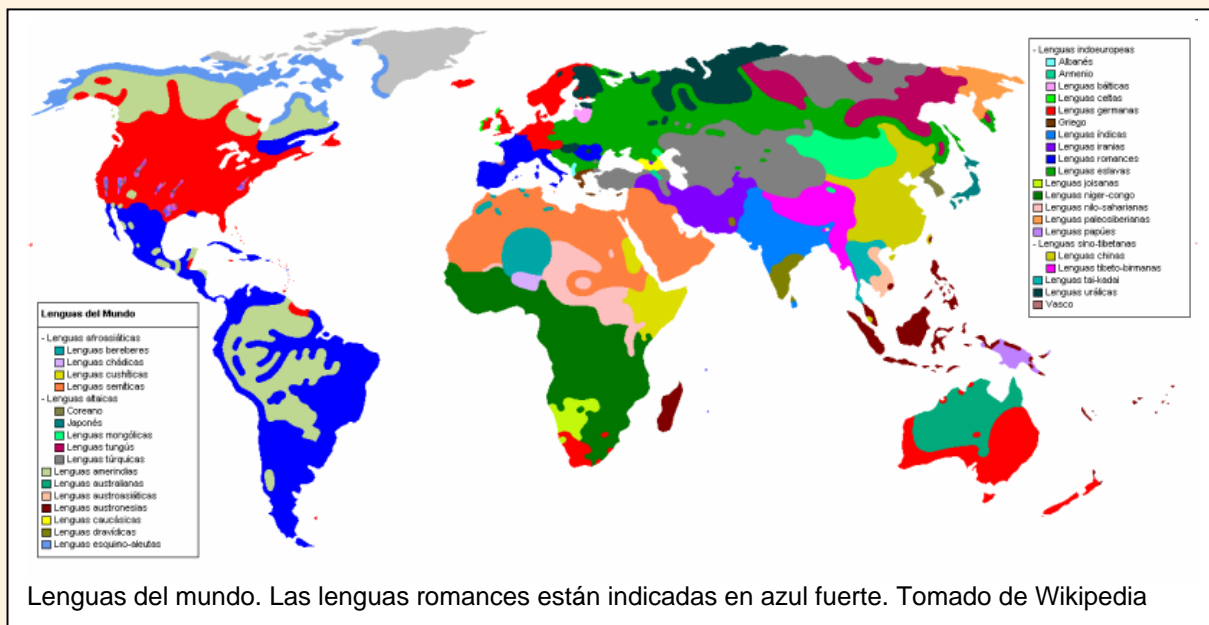 Lenguas del Mundo
- Lenguas afroasiáticas
Lenguas bereberes
Lenguas chádicas
Lenguas cushíticas
Lenguas semíticas
- Lenguas altaicas
Coreano
Japonés
Lenguas mongólicas
Lenguas tungús
Lenguas túrquicas
Lenguas amerindias
Lenguas australianas
Lenguas austroasiáticas
Lenguas austronesias
Lenguas caucásicas
Lenguas dravídicas
Lenguas esquino-aleutas
- Lenguas indoeuropeas
Albanés
Armenio
Lenguas bálticas
Lenguas celtas
Lenguas germanas
Griego
Lenguas índicas
Lenguas iranias
Lenguas romances
Lenguas eslavas
Lenguas joisanas
Lenguas niger-congo
Lenguas nilo-saharianas
Lenguas paleosiberianas
Lenguas papúes
- Lenguas sino-tibetanas
Lenguas chinas
Lenguas tibeto-birmanas
Lenguas tai-kadai
Lenguas urálicas
Vasco
Lenguas del mundo. Las lenguas romances están indicadas en azul fuerte. Tomado de Wikipedia